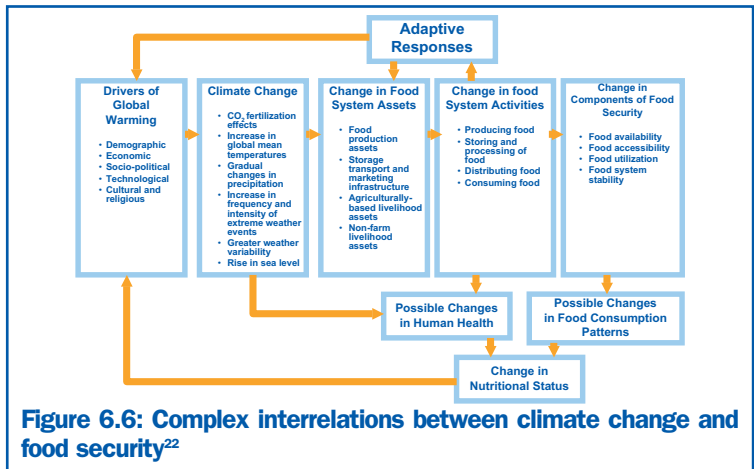 Adaptive
Responses
Drivers of
Global
Warming
• Demographic
• Economic
• Socio-political
• Technological
• Cultural and
religious
Climate Change
• CO₂ fertilization
effects
• Increase in
global mean
temperatures
• Gradual
changes in
precipitation
• Increase in
frequency and
intensity of
extreme weather
events
• Greater weather
variability
• Rise in sea level
Change in Food
System Assets
• Food
production
assets
• Storage
transport and
marketing
infrastructure
• Agriculturally-
based livelihood
assets
• Non-farm
livelihood
assets
Change in food
System Activities
• Producing food
• Storing and
processing of
food
• Distributing food
• Consuming food
Change in
Components of Food
Security
• Food availability
• Food accessibility
• Food utilization
• Food system
stability
Possible Changes
in Human Health
Possible Changes
in Food Consumption
Patterns
Change in
Nutritional Status
Figure 6.6: Complex interrelations between climate change and
food security²²